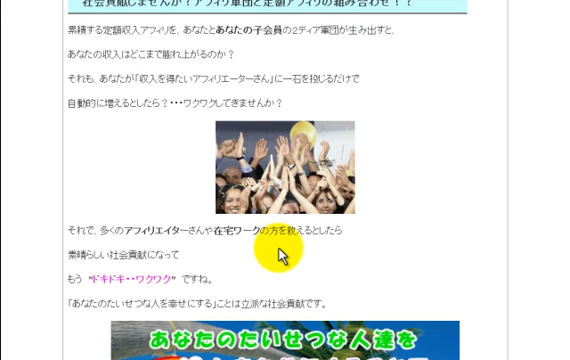 社会貢献しませんか？アフィリ軍団と定額アフィリの組み合わせ！？
累積する定額収入アフィリを、あなたとあなたの子会員の２ティア軍団が生み出すと、
あなたの収入はどこまで膨れ上がるのか？
それも、あなたが「収入を得たいアフィリエーターさん」に一石を投じるだけで
自動的に増えるとしたら？・・・ワクワクしてきませんか？
それで、多くのアフィリエイターさんや在宅ワークの方を救えるとしたら
素晴らしい社会貢献になって
もう “ドキドキ・・ワクワク” ですね。
「あなたのたいせつな人を幸せにする」ことは立派な社会貢献です。
あなたのたいせつな人達を